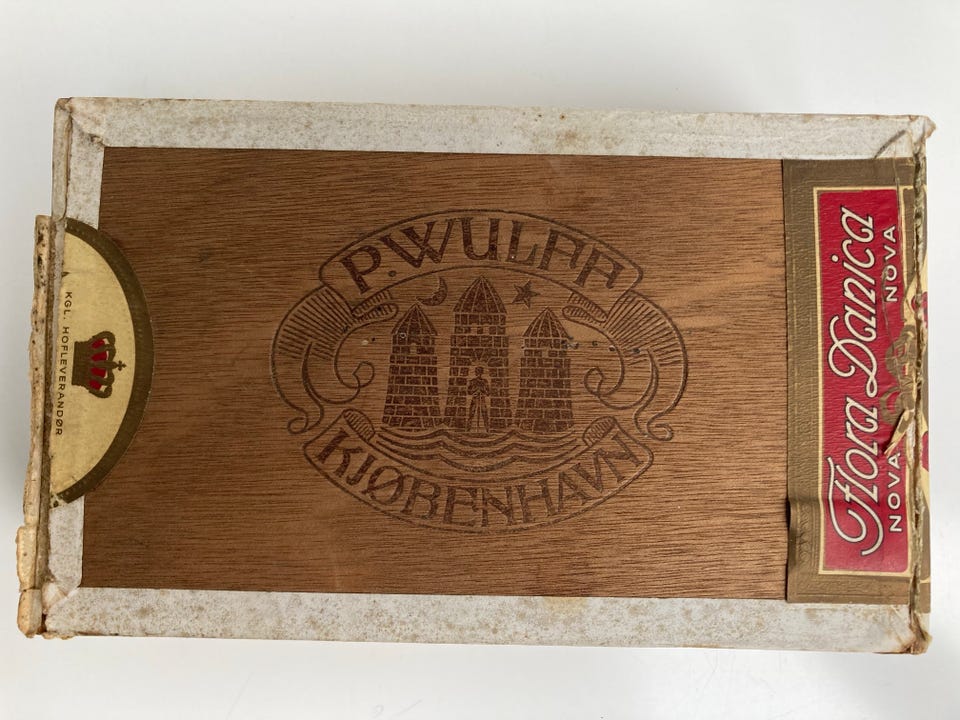 P. WULFF
KJØBENHAVN
KGL. HOFLEVERANDØR
Flora Danica
NOVA NOVA